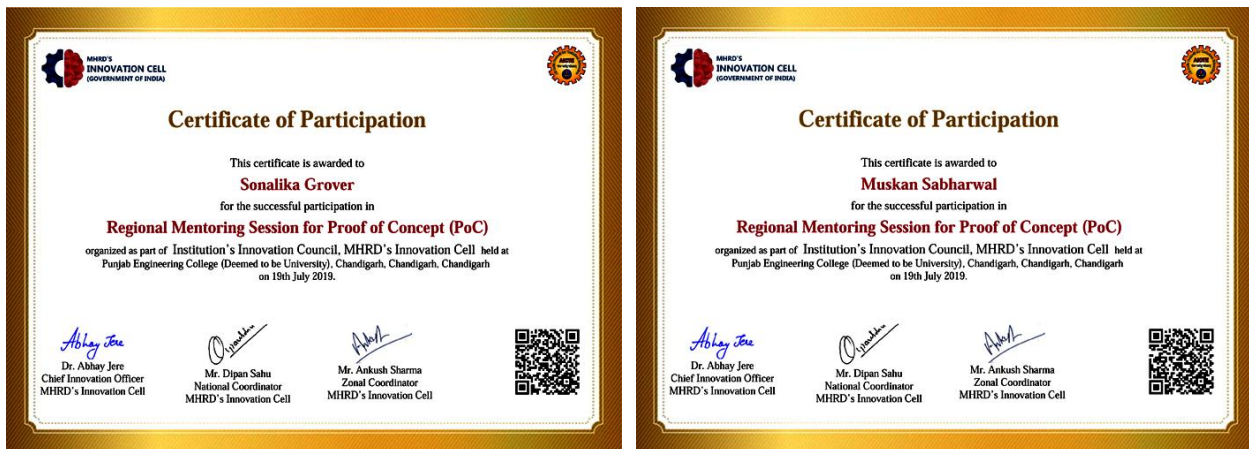 MHRD'S
INNOVATION CELL
(GOVERNMENT OF INDIA)
AICTE
Certificate of Participation
This certificate is awarded to
Sonalika Grover
for the successful participation in
Regional Mentoring Session for Proof of Concept (PoC)
organized as part of Institution's Innovation Council, MHRD's Innovation Cell held at
Punjab Engineering College (Deemed to be University), Chandigarh, Chandigarh, Chandigarh
on 19th July 2019.
Abhay Jere
Dr. Abhay Jere
Chief Innovation Officer
MHRD's Innovation Cell
Mr. Dipan Sahu
National Coordinator
MHRD's Innovation Cell
Mr. Ankush Sharma
Zonal Coordinator
MHRD's Innovation Cell
MHRD'S
INNOVATION CELL
(GOVERNMENT OF INDIA)
AICTE
Certificate of Participation
This certificate is awarded to
Muskan Sabharwal
for the successful participation in
Regional Mentoring Session for Proof of Concept (PoC)
organized as part of Institution's Innovation Council, MHRD's Innovation Cell held at
Punjab Engineering College (Deemed to be University), Chandigarh, Chandigarh, Chandigarh
on 19th July 2019.
Abhay Jere
Dr. Abhay Jere
Chief Innovation Officer
MHRD's Innovation Cell
Mr. Dipan Sahu
National Coordinator
MHRD's Innovation Cell
Mr. Ankush Sharma
Zonal Coordinator
MHRD's Innovation Cell